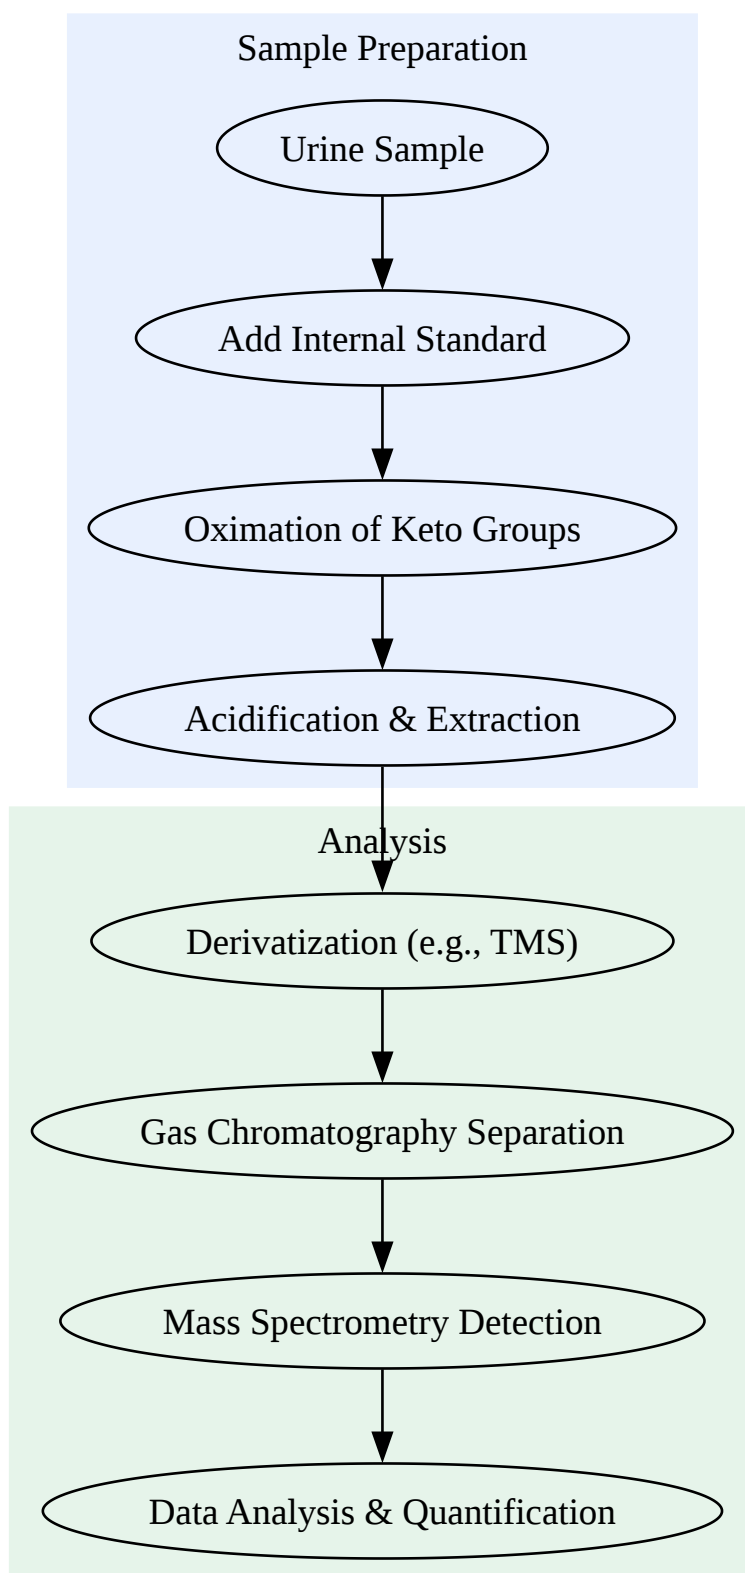 Sample Preparation
Urine Sample
Add Internal Standard
Oximation of Keto Groups
Acidification & Extraction
Analysis
Derivatization (e.g., TMS)
Gas Chromatography Separation
Mass Spectrometry Detection
Data Analysis & Quantification